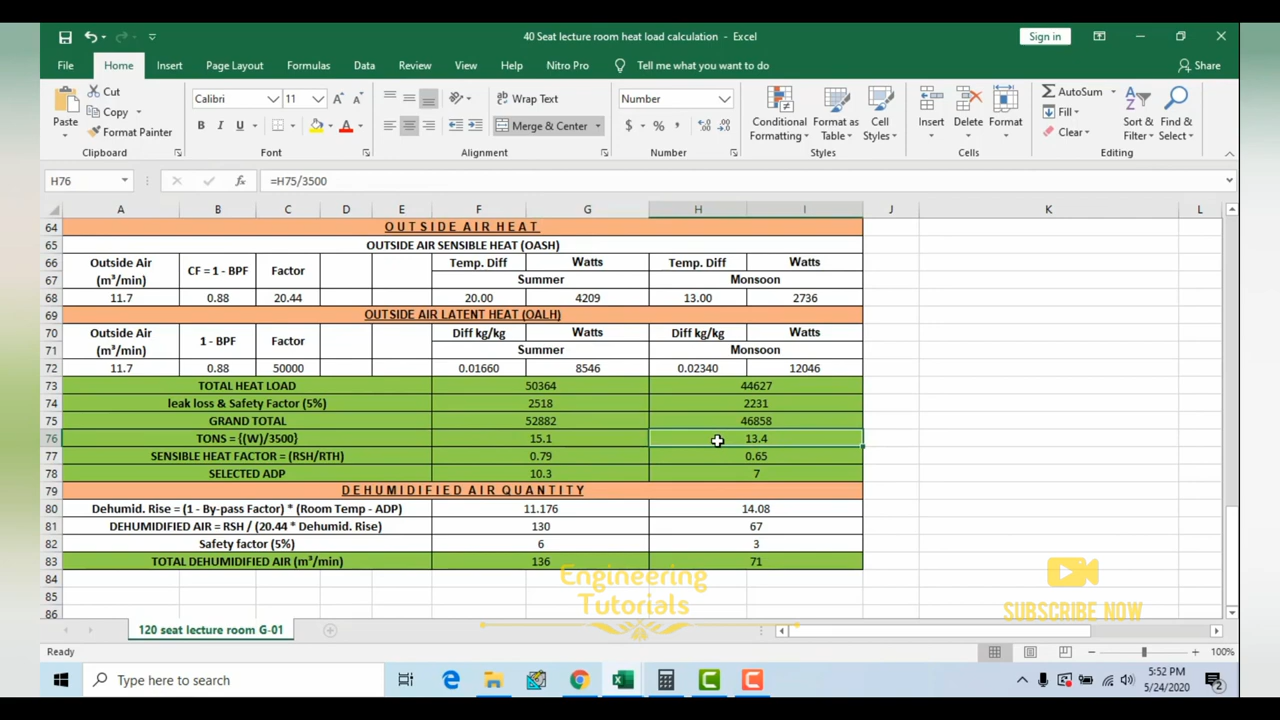 40 Seat lecture room heat load calculation - Excel
Sign in
File Home Insert Page Layout Formulas Data Review View Help Nitro Pro Tell me what you want to do Share
Paste
Cut
Copy
Format Painter
Clipboard
Calibri 11
B I U
Font
Wrap Text
Merge & Center
Alignment
Number
$ % ,
Number
Conditional Formatting
Format as Table
Cell Styles
Styles
Insert
Delete
Format
Cells
AutoSum
Fill
Clear
Sort & Filter
Find & Select
Editing
H76 fx =H75/3500
A B C D E F G H I J K L
64 OUTSIDE AIR HEAT
65 OUTSIDE AIR SENSIBLE HEAT (OASH)
66 Outside Air CF = 1 - BPF Factor Temp. Diff Watts Temp. Diff Watts
67 (m³/min) Summer Monsoon
68 11.7 0.88 20.44 20.00 4209 13.00 2736
69 OUTSIDE AIR LATENT HEAT (OALH)
70 Outside Air 1 - BPF Factor Diff kg/kg Watts Diff kg/kg Watts
71 (m³/min) Summer Monsoon
72 11.7 0.88 50000 0.01660 8546 0.02340 12046
73 TOTAL HEAT LOAD 50364 44627
74 leak loss & Safety Factor (5%) 2518 2231
75 GRAND TOTAL 52882 46858
76 TONS = {(W)/3500} 15.1 13.4
77 SENSIBLE HEAT FACTOR = (RSH/RTH) 0.79 0.65
78 SELECTED ADP 10.3 7
79 DEHUMIDIFIED AIR QUANTITY
80 Dehumid. Rise = (1 - By-pass Factor) * (Room Temp - ADP) 11.176 14.08
81 DEHUMIDIFIED AIR = RSH / (20.44 * Dehumid. Rise) 130 67
82 Safety factor (5%) 6 3
83 TOTAL DEHUMIDIFIED AIR (m³/min) 136 71
84
85
86
Engineering
Tutorials
SUBSCRIBE NOW
120 seat lecture room G-01
Ready
100%
Type here to search
5:52 PM
5/24/2020
2